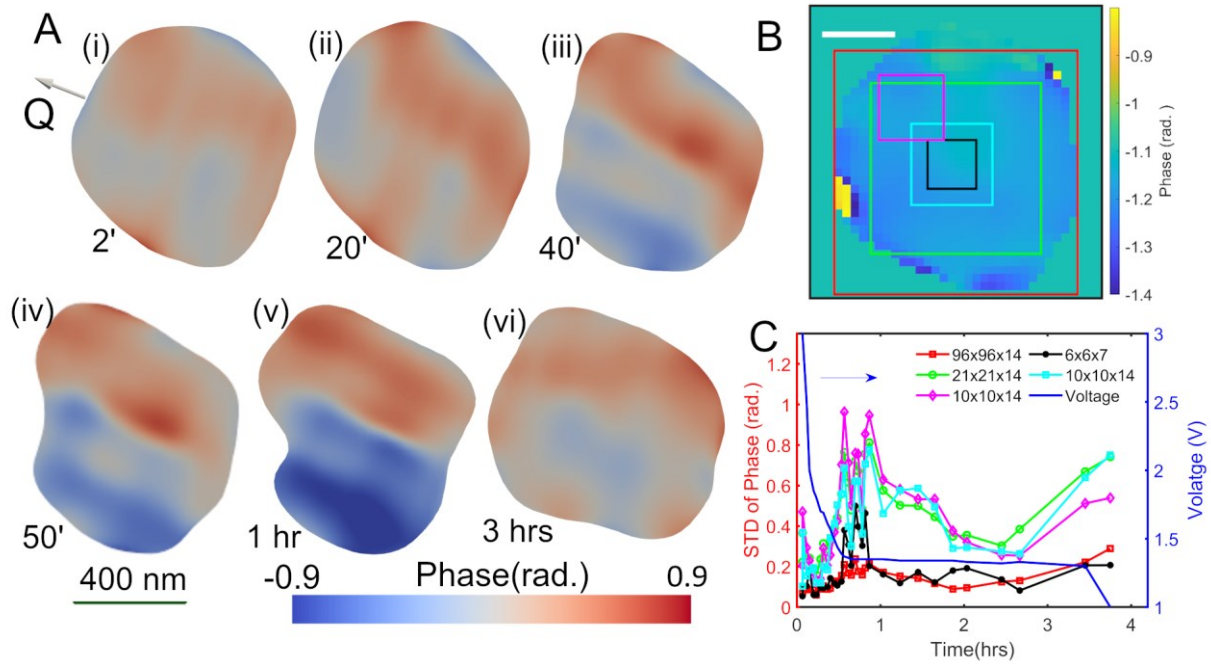 A
(i)
(ii)
(iii)
Q
2'
20'
40'
(iv)
(v)
(vi)
50'
1 hr
3 hrs
400 nm
-0.9
Phase(rad.)
0.9
B
-0.9
-1
-1.1
-1.2
-1.3
-1.4
Phase (rad.)
C
96x96x14
6x6x7
21x21x14
10x10x14
10x10x14
Voltage
STD of Phase (rad.)
1.2
1
0.8
0.6
0.4
0.2
0
3
2.5
2
1.5
1
Volatge (V)
0
1
2
3
4
Time(hrs)